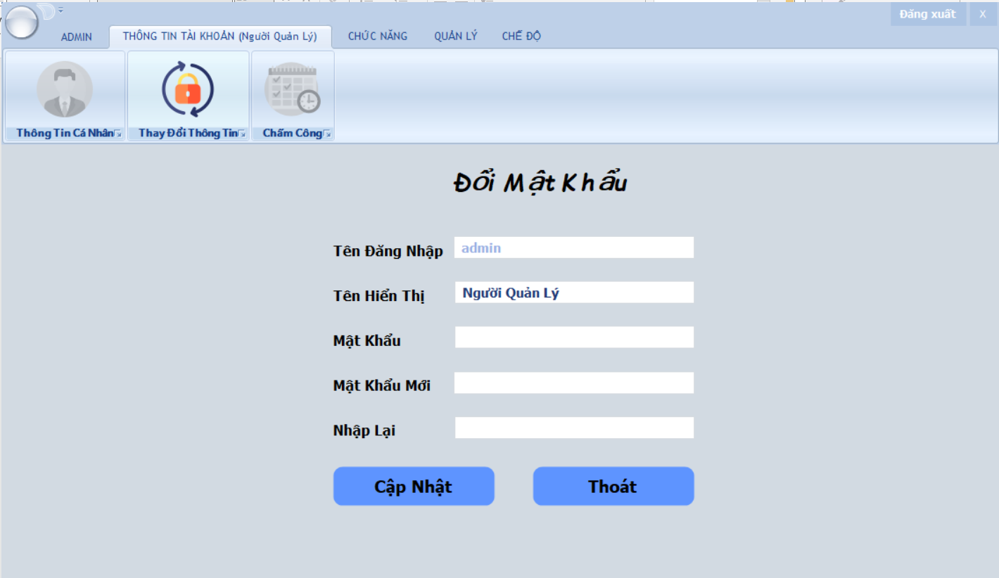 Đăng xuất X
ADMIN THÔNG TIN TÀI KHOẢN (Người Quản Lý) CHỨC NĂNG QUẢN LÝ CHẾ ĐỘ
Thông Tin Cá Nhân Thay Đổi Thông Tin Chấm Công
Đổi Mật Khẩu
Tên Đăng Nhập admin
Tên Hiển Thị Người Quản Lý
Mật Khẩu
Mật Khẩu Mới
Nhập Lại
Cập Nhật Thoát